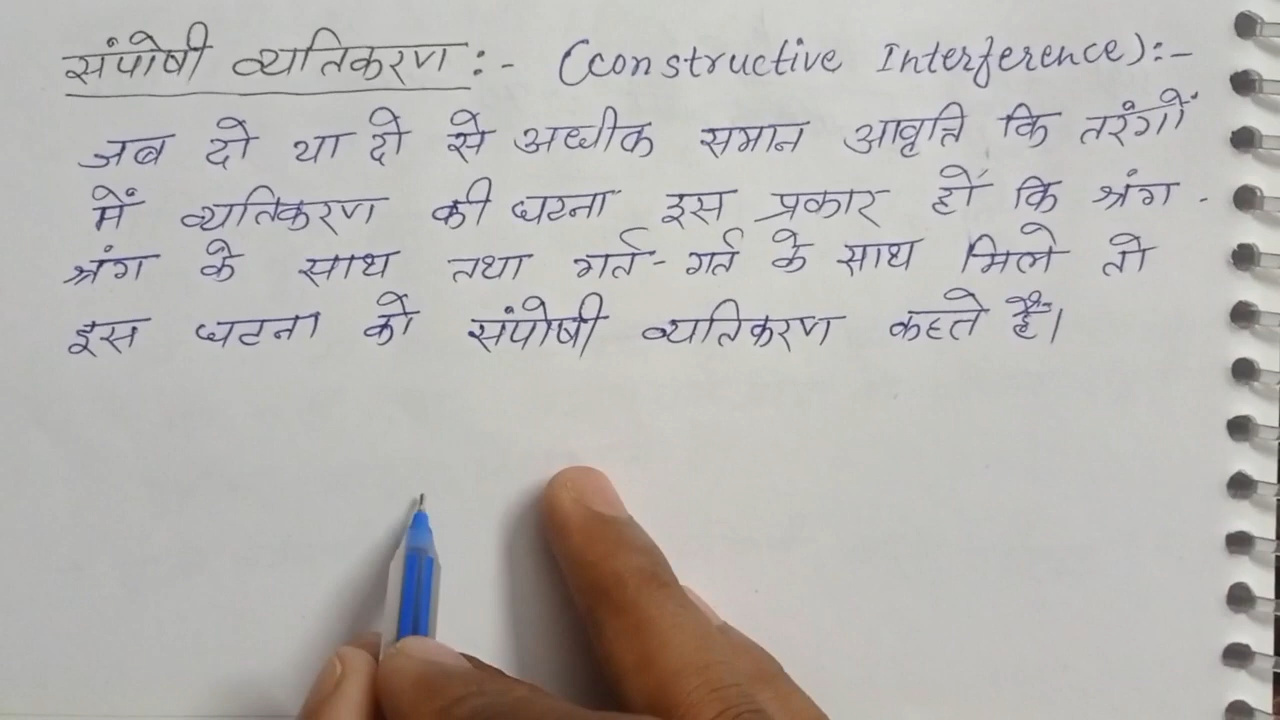 संपोषी व्यतिकरण :- (constructive Interference):-
जब दो या दो से अधीक समान आवृत्ति कि तरंगों
में व्यतिकरण की घटना इस प्रकार हों कि श्रंग -
श्रंग के साथ तथा गर्त - गर्त के साथ मिले तो
इस घटना को संपोषी व्यतिकरण कहते हैं।